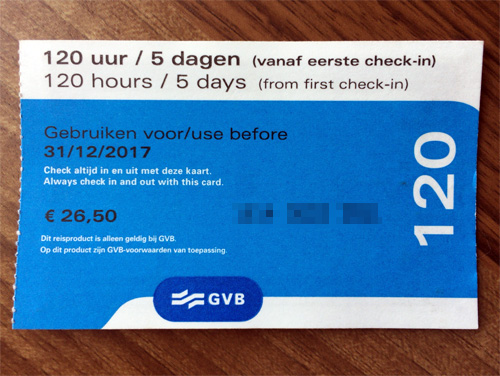 120 uur / 5 dagen (vanaf eerste check-in)
120 hours / 5 days (from first check-in)
Gebruiken voor/use before
31/12/2017
Check altijd in en uit met deze kaart.
Always check in and out with this card.
€ 26,50
Dit reisproduct is alleen geldig bij GVB.
Op dit product zijn GVB-voorwaarden van toepassing.
120
GVB